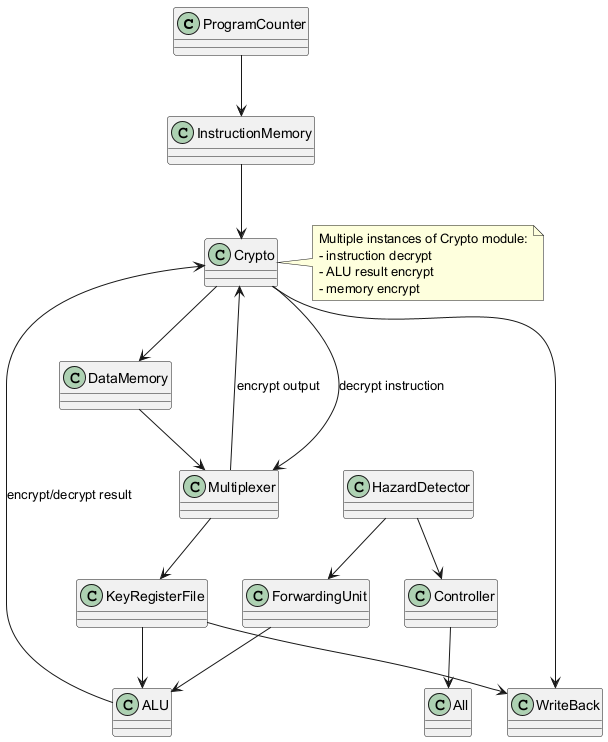 C ProgramCounter
C InstructionMemory
C Crypto
Multiple instances of Crypto module:
- instruction decrypt
- ALU result encrypt
- memory encrypt
C DataMemory
encrypt output
decrypt instruction
C Multiplexer
C HazardDetector
encrypt/decrypt result
C KeyRegisterFile
C ForwardingUnit
C Controller
C ALU
C All
C WriteBack